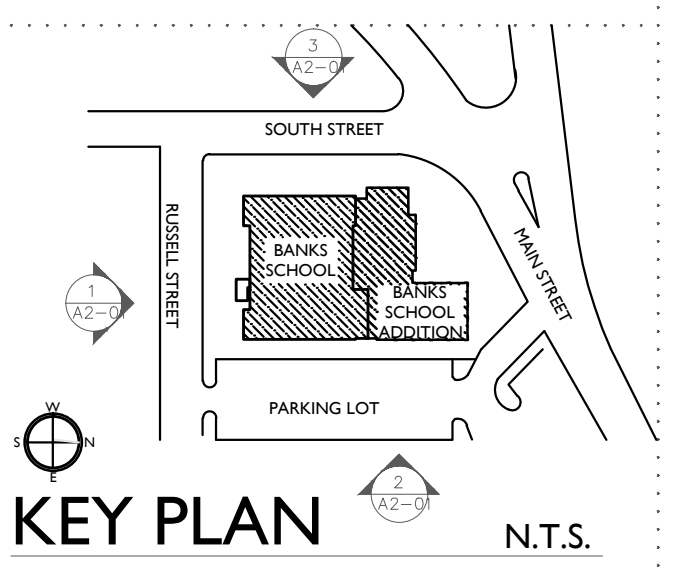 3
A2-01
SOUTH STREET
RUSSELL STREET
BANKS
SCHOOL
MAIN STREET
1
A2-01
BANKS
SCHOOL
ADDITION
PARKING LOT
W
S
N
E
2
A2-01
KEY PLAN
N.T.S.